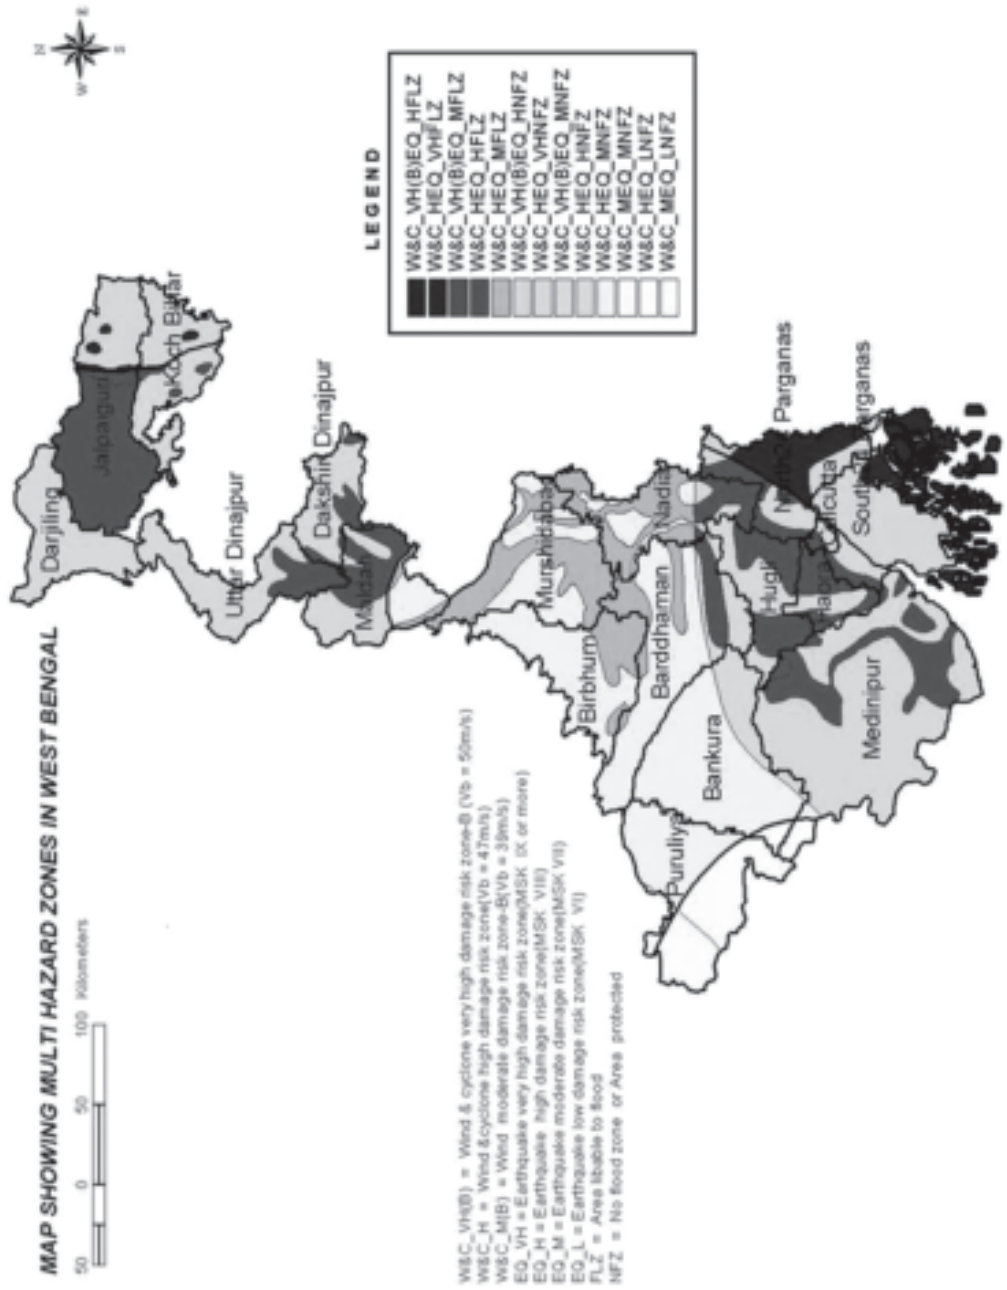 MAP SHOWING MULTI HAZARD ZONES IN WEST BENGAL
50 0 50 100 Kilometers
N
W E
S
Darjiling
Jalpaiguri
Koch Bihar
Uttar Dinajpur
Dakshin Dinajpur
Maldah
Murshidabad
Birbhum
Nadia
Barddhaman
Bankura
Puruliya
Hugli
Medinipur
Parganas
LEGEND
W&C_VH(B)EQ_HFLZ
W&C_HEQ_VHFLZ
W&C_VH(B)EQ_MFLZ
W&C_HEQ_HFLZ
W&C_HEQ_MFLZ
W&C_VH(B)EQ_HNFZ
W&C_HEQ_VHNFZ
W&C_VH(B)EQ_MNFZ
W&C_HEQ_HNFZ
W&C_HEQ_MNFZ
W&C_MEQ_MNFZ
W&C_HEQ_LNFZ
W&C_MEQ_LNFZ
W&C_VH(B) = Wind & cyclone very high damage risk zone-B (Vb = 50m/s)
W&C_H = Wind &cyclone high damage risk zone(Vb = 47m/s)
W&C_M(B) = Wind moderate damage risk zone-B(Vb = 39m/s)
EQ_VH = Earthquake very high damage risk zone(MSK IX or more)
EQ_H = Earthquake high damage risk zone(MSK VIII)
EQ_M = Earthquake moderate damage risk zone(MSK VII)
EQ_L = Earthquake low damage risk zone(MSK VI)
FLZ = Area libable to flood
NFZ = No flood zone or Area protected